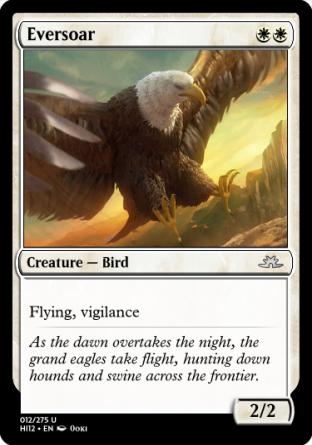 Eversoar
Creature — Bird
Flying, vigilance
As the dawn overtakes the night, the
grand eagles take flight, hunting down
hounds and swine across the frontier.
2/2
012/275 U
HI12 • EN Ooki